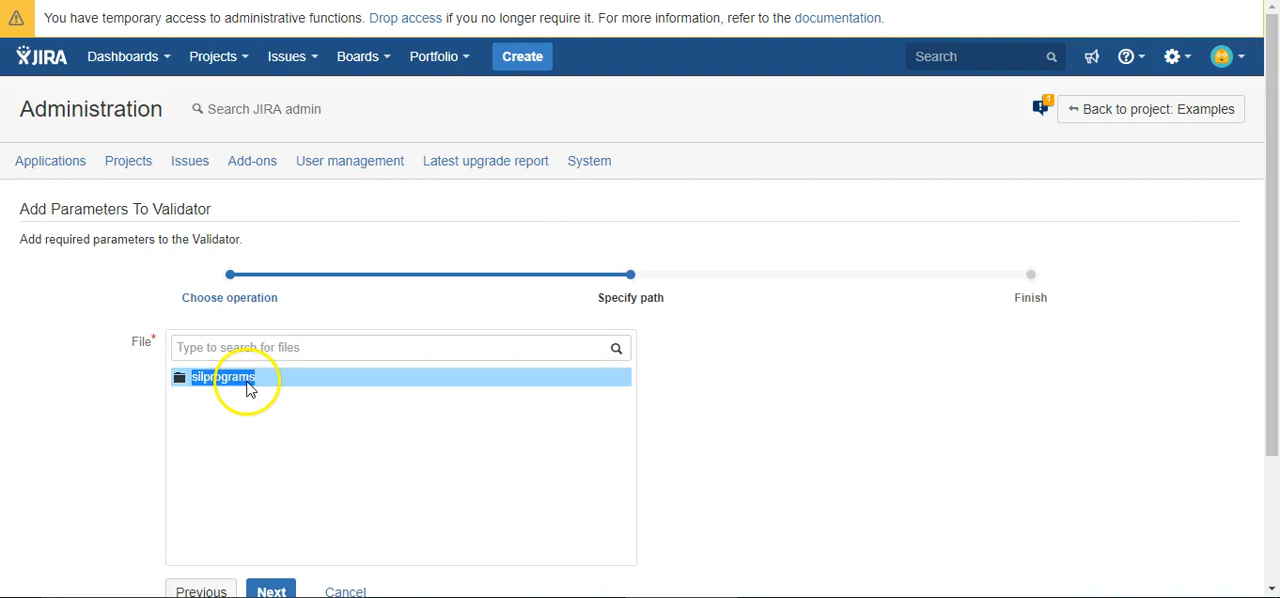 You have temporary access to administrative functions. Drop access if you no longer require it. For more information, refer to the documentation.
JIRA Dashboards Projects Issues Boards Portfolio Create Search
Administration Search JIRA admin 1 Back to project: Examples
Applications Projects Issues Add-ons User management Latest upgrade report System
Add Parameters To Validator
Add required parameters to the Validator.
Choose operation Specify path Finish
File* Type to search for files
silprograms
Previous Next Cancel